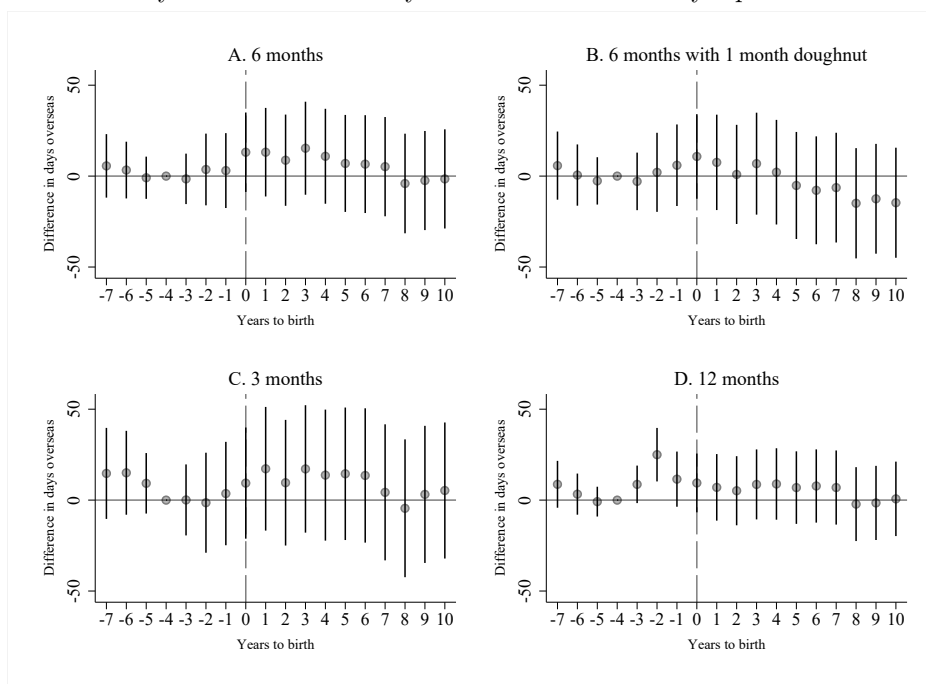 A. 6 months
Difference in days overseas
50
0
-50
-7 -6 -5 -4 -3 -2 -1 0 1 2 3 4 5 6 7 8 9 10
Years to birth
B. 6 months with 1 month doughnut
Difference in days overseas
50
0
-50
-7 -6 -5 -4 -3 -2 -1 0 1 2 3 4 5 6 7 8 9 10
Years to birth
C. 3 months
Difference in days overseas
50
0
-50
-7 -6 -5 -4 -3 -2 -1 0 1 2 3 4 5 6 7 8 9 10
Years to birth
D. 12 months
Difference in days overseas
50
0
-50
-7 -6 -5 -4 -3 -2 -1 0 1 2 3 4 5 6 7 8 9 10
Years to birth